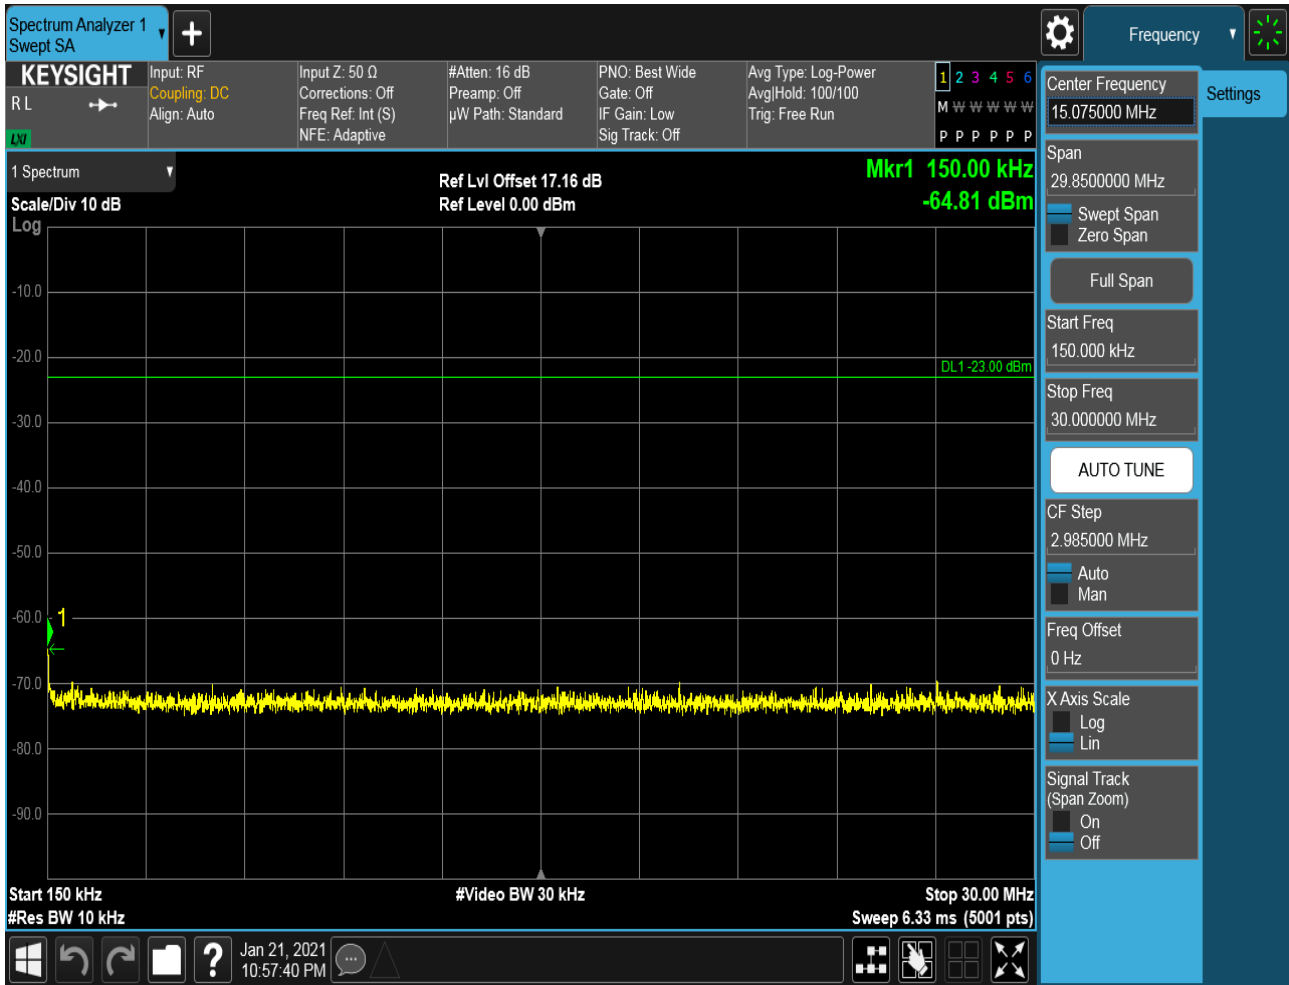 Spectrum Analyzer 1
Swept SA
Frequency
KEYSIGHT
R L
LXI
Input: RF
Coupling: DC
Align: Auto
Input Z: 50 Ω
Corrections: Off
Freq Ref: Int (S)
NFE: Adaptive
#Atten: 16 dB
Preamp: Off
µW Path: Standard
PNO: Best Wide
Gate: Off
IF Gain: Low
Sig Track: Off
Avg Type: Log-Power
Avg|Hold: 100/100
Trig: Free Run
1 2 3 4 5 6
M W W W W W
P P P P P P
1 Spectrum
Scale/Div 10 dB
Log
Ref Lvl Offset 17.16 dB
Ref Level 0.00 dBm
Mkr1 150.00 kHz
-64.81 dBm
-10.0
-20.0
DL1 -23.00 dBm
-30.0
-40.0
-50.0
-60.0
1
-70.0
-80.0
-90.0
Start 150 kHz
#Video BW 30 kHz
Stop 30.00 MHz
#Res BW 10 kHz
Sweep 6.33 ms (5001 pts)
Jan 21, 2021
10:57:40 PM
Center Frequency
15.075000 MHz
Settings
Span
29.8500000 MHz
Swept Span
Zero Span
Full Span
Start Freq
150.000 kHz
Stop Freq
30.000000 MHz
AUTO TUNE
CF Step
2.985000 MHz
Auto
Man
Freq Offset
0 Hz
X Axis Scale
Log
Lin
Signal Track
(Span Zoom)
On
Off